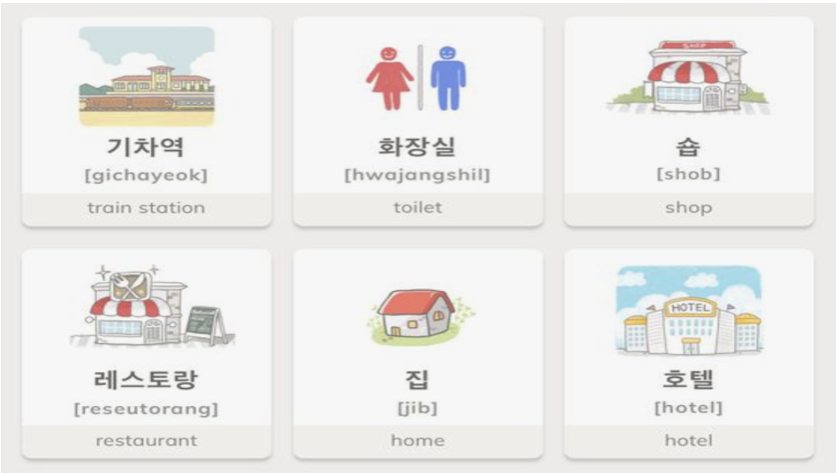 SHOP
기차역
[gichayeok]
train station
화장실
[hwajangshil]
toilet
숍
[shob]
shop
HOTEL
레스토랑
[reseutorang]
restaurant
집
[jib]
home
호텔
[hotel]
hotel